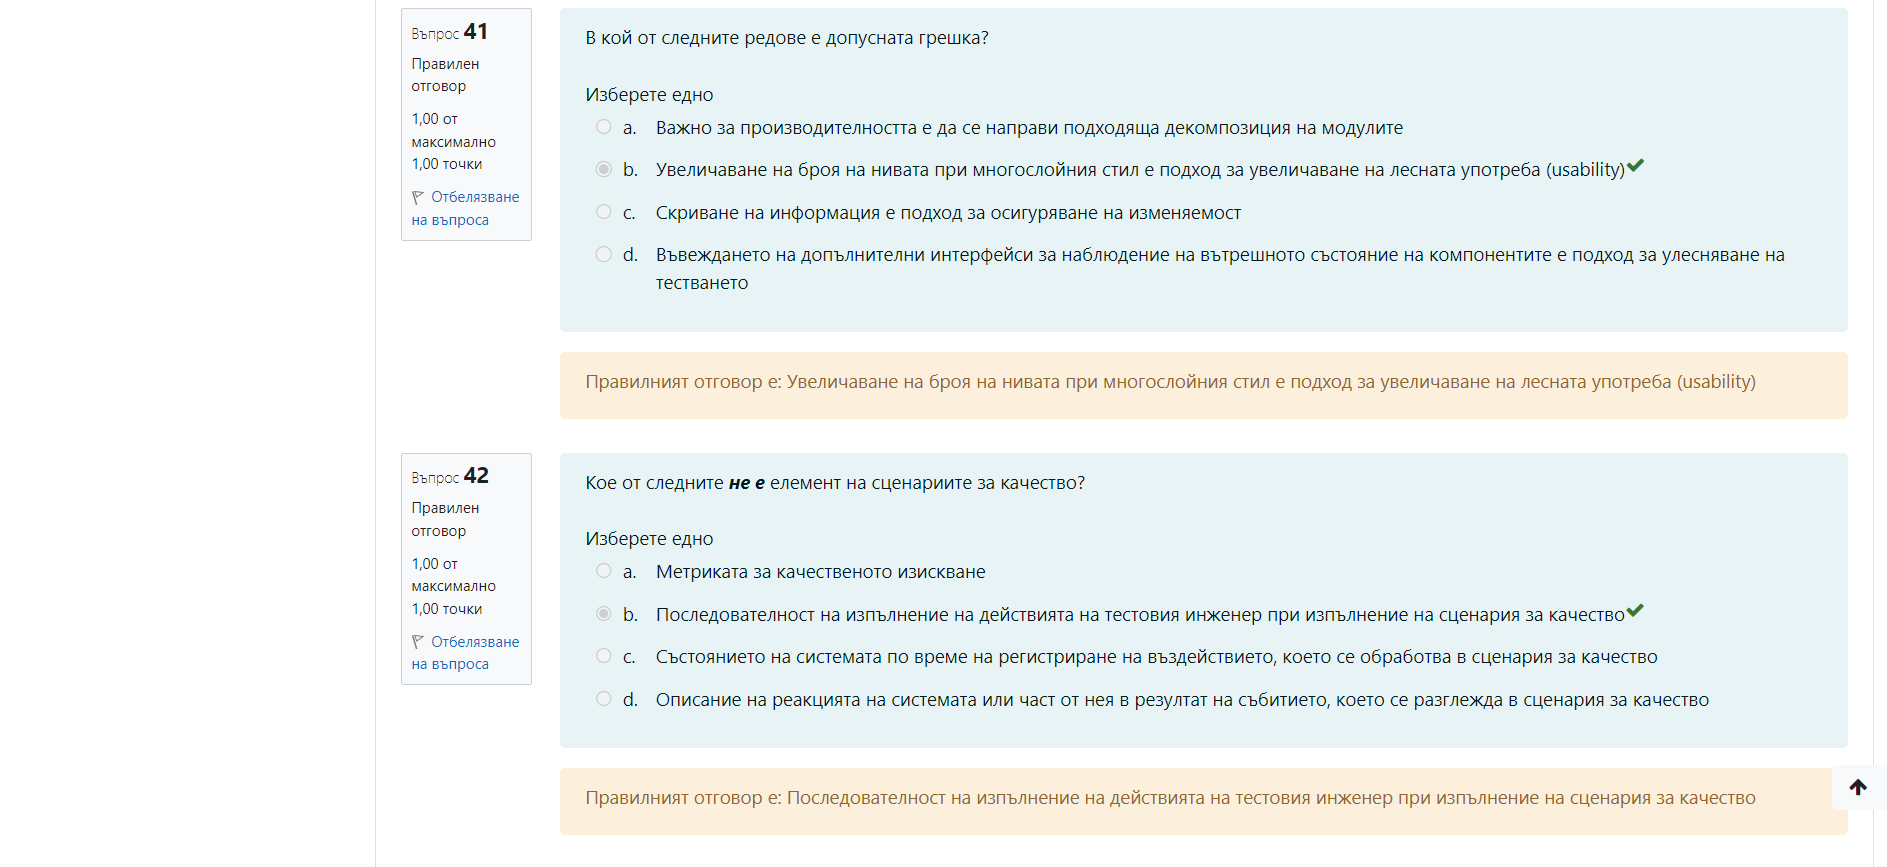 Въпрос 41
Правилен
отговор
1,00 от
максимално
1,00 точки
Отбелязване
на въпроса
В кой от следните редове е допусната грешка?
Изберете едно
a. Важно за производителността е да се направи подходяща декомпозиция на модулите
b. Увеличаване на броя на нивата при многослойния стил е подход за увеличаване на лесната употреба (usability)
c. Скриване на информация е подход за осигуряване на изменяемост
d. Въвеждането на допълнителни интерфейси за наблюдение на вътрешното състояние на компонентите е подход за улесняване на
тестването
Правилният отговор е: Увеличаване на броя на нивата при многослойния стил е подход за увеличаване на лесната употреба (usability)
Въпрос 42
Правилен
отговор
1,00 от
максимално
1,00 точки
Отбелязване
на въпроса
Кое от следните не е елемент на сценариите за качество?
Изберете едно
a. Метриката за качественото изискване
b. Последователност на изпълнение на действията на тестовия инженер при изпълнение на сценария за качество
c. Състоянието на системата по време на регистриране на въздействието, което се обработва в сценария за качество
d. Описание на реакцията на системата или част от нея в резултат на събитието, което се разглежда в сценария за качество
Правилният отговор е: Последователност на изпълнение на действията на тестовия инженер при изпълнение на сценария за качество